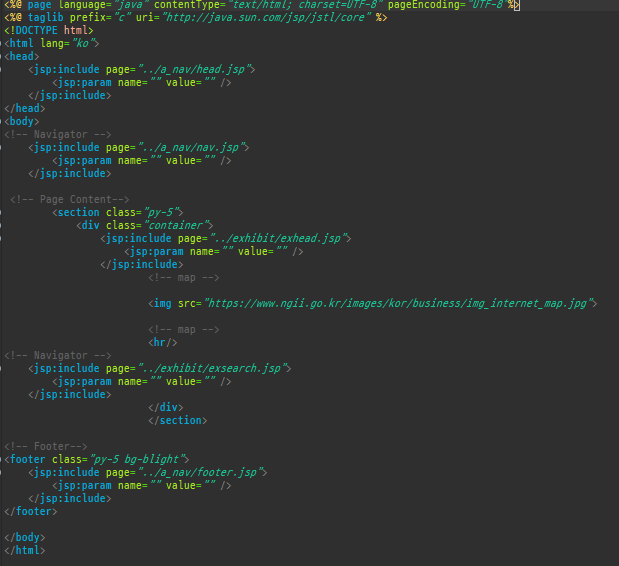 <%@ page language="java" contentType="text/html; charset=UTF-8" pageEncoding="UTF-8"%>
<%@ taglib prefix="c" uri="http://java.sun.com/jsp/jstl/core" %>
<!DOCTYPE html>
<html lang="ko">
<head>
<jsp:include page="../a_nav/head.jsp">
<jsp:param name="" value="" />
</jsp:include>
</head>
<body>
<!-- Navigator -->
<jsp:include page="../a_nav/nav.jsp">
<jsp:param name="" value="" />
</jsp:include>
<!-- Page Content-->
<section class="py-5">
<div class="container">
<jsp:include page="../exhibit/exhead.jsp">
<jsp:param name="" value="" />
</jsp:include>
<!-- map -->
<img src="https://www.ngii.go.kr/images/kor/business/img_internet_map.jpg">
<!-- map -->
<hr/>
<!-- Navigator -->
<jsp:include page="../exhibit/exsearch.jsp">
<jsp:param name="" value="" />
</jsp:include>
</div>
</section>
<!-- Footer-->
<footer class="py-5 bg-blight">
<jsp:include page="../a_nav/footer.jsp">
<jsp:param name="" value="" />
</jsp:include>
</footer>
</body>
</html>